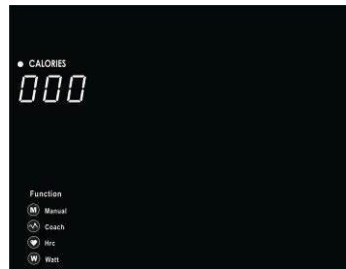 CALORIES
000
Function
M Manual
Coach
Hrc
W Watt